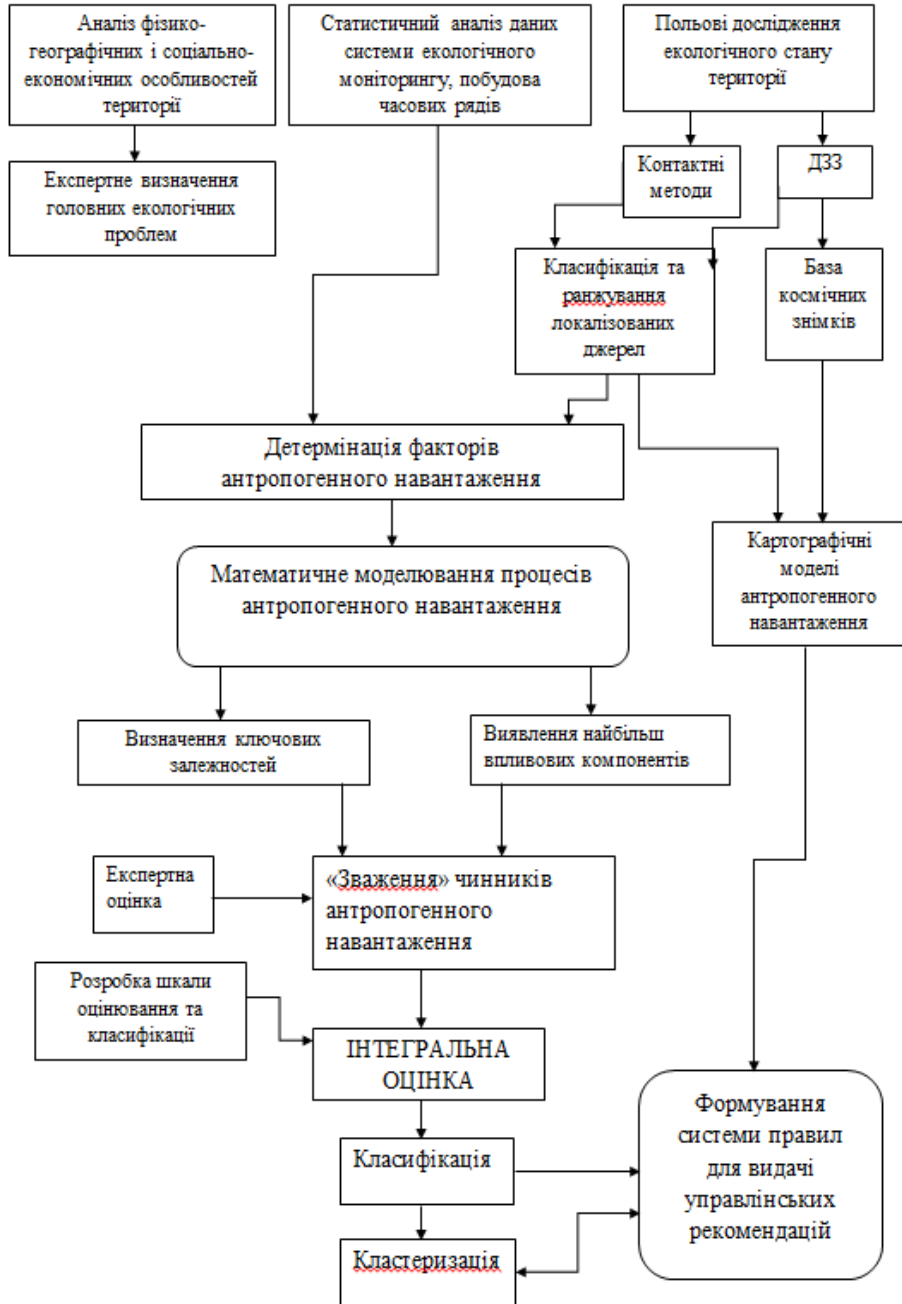 Аналіз фізико-
географічних і соціально-
економічних особливостей
території
Статистичний аналіз даних
системи екологічного
моніторингу, побудова
часових рядів
Польові дослідження
екологічного стану
території
Експертне визначення
головних екологічних
проблем
Контактні
методи
ДЗЗ
Класифікація та
ранжування
локалізованих
джерел
База
космічних
знімків
Детермінація факторів
антропогенного навантаження
Математичне моделювання процесів
антропогенного навантаження
Картографічні
моделі
антропогенного
навантаження
Визначення ключових
залежностей
Виявлення найбільш
впливових компонентів
Експертна
оцінка
«Зваження» чинників
антропогенного
навантаження
Розробка шкали
оцінювання та
класифікації
ІНТЕГРАЛЬНА
ОЦІНКА
Формування
системи правил
для видачі
управлінських
рекомендацій
Класифікація
Кластеризація